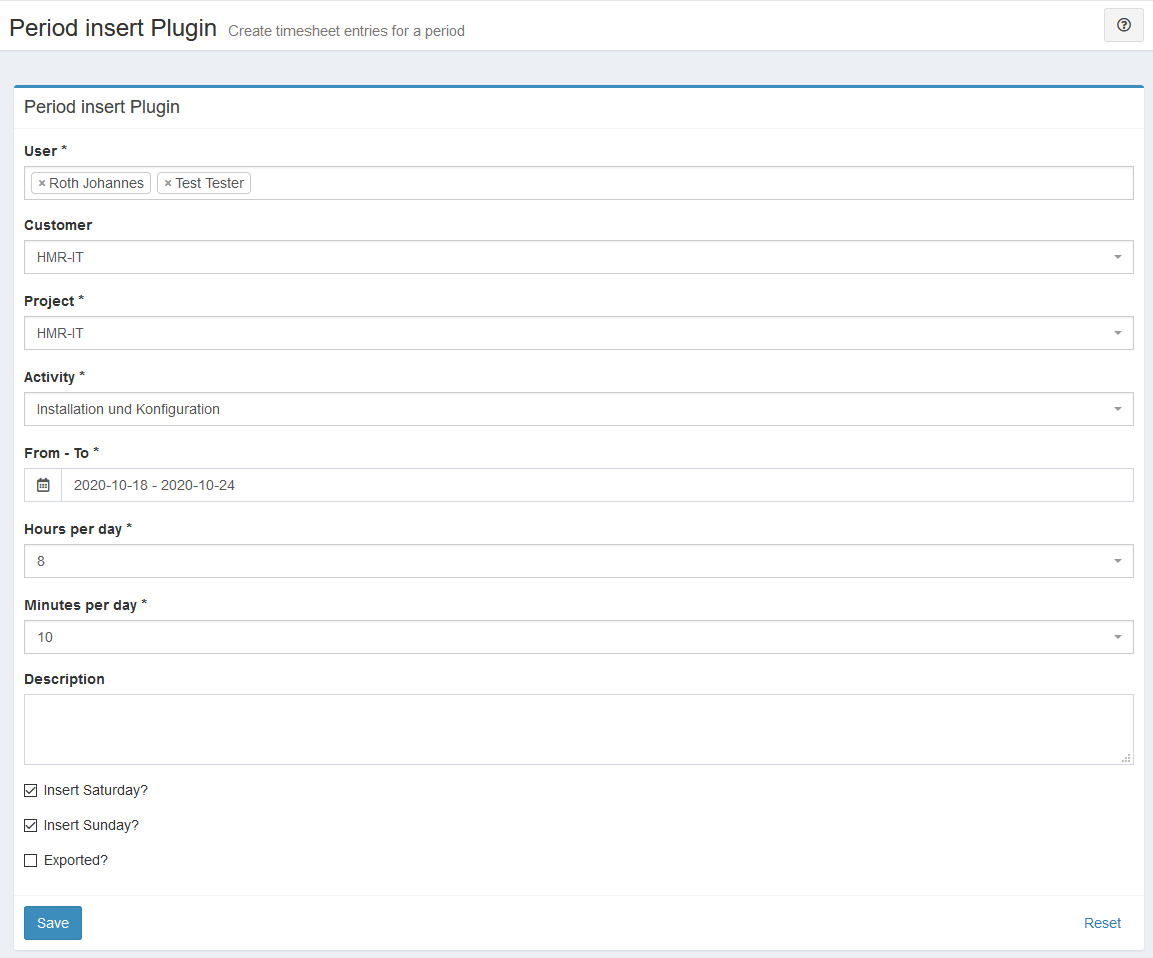 Period insert Plugin Create timesheet entries for a period
Period insert Plugin
User *
× Roth Johannes × Test Tester
Customer
HMR-IT
Project *
HMR-IT
Activity *
Installation und Konfiguration
From - To *
2020-10-18 - 2020-10-24
Hours per day *
8
Minutes per day *
10
Description
Insert Saturday?
Insert Sunday?
Exported?
Save Reset